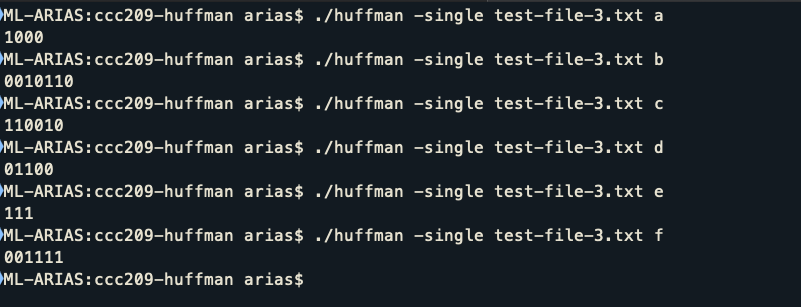 ML-ARIAS:ccc209-huffman arias$ ./huffman -single test-file-3.txt a
1000
ML-ARIAS:ccc209-huffman arias$ ./huffman -single test-file-3.txt b
0010110
ML-ARIAS:ccc209-huffman arias$ ./huffman -single test-file-3.txt c
110010
ML-ARIAS:ccc209-huffman arias$ ./huffman -single test-file-3.txt d
01100
ML-ARIAS:ccc209-huffman arias$ ./huffman -single test-file-3.txt e
111
ML-ARIAS:ccc209-huffman arias$ ./huffman -single test-file-3.txt f
001111
ML-ARIAS:ccc209-huffman arias$